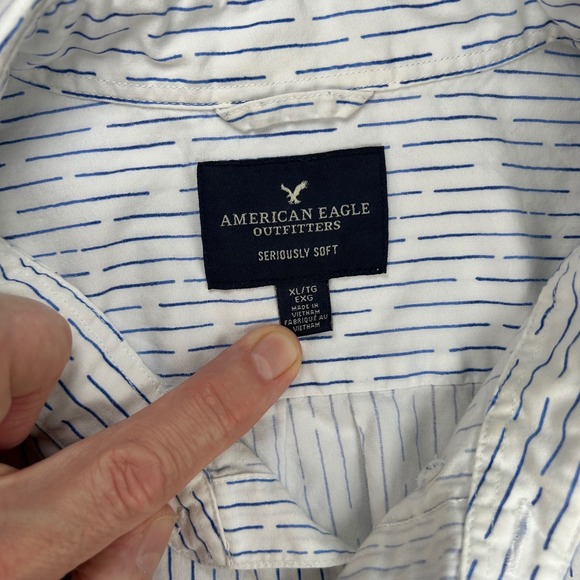 AMERICAN EAGLE
OUTFITTERS
SERIOUSLY SOFT
XL/TG
EXG
MADE IN
VIETNAM
FABRIQUÉ AU
VIETNAM